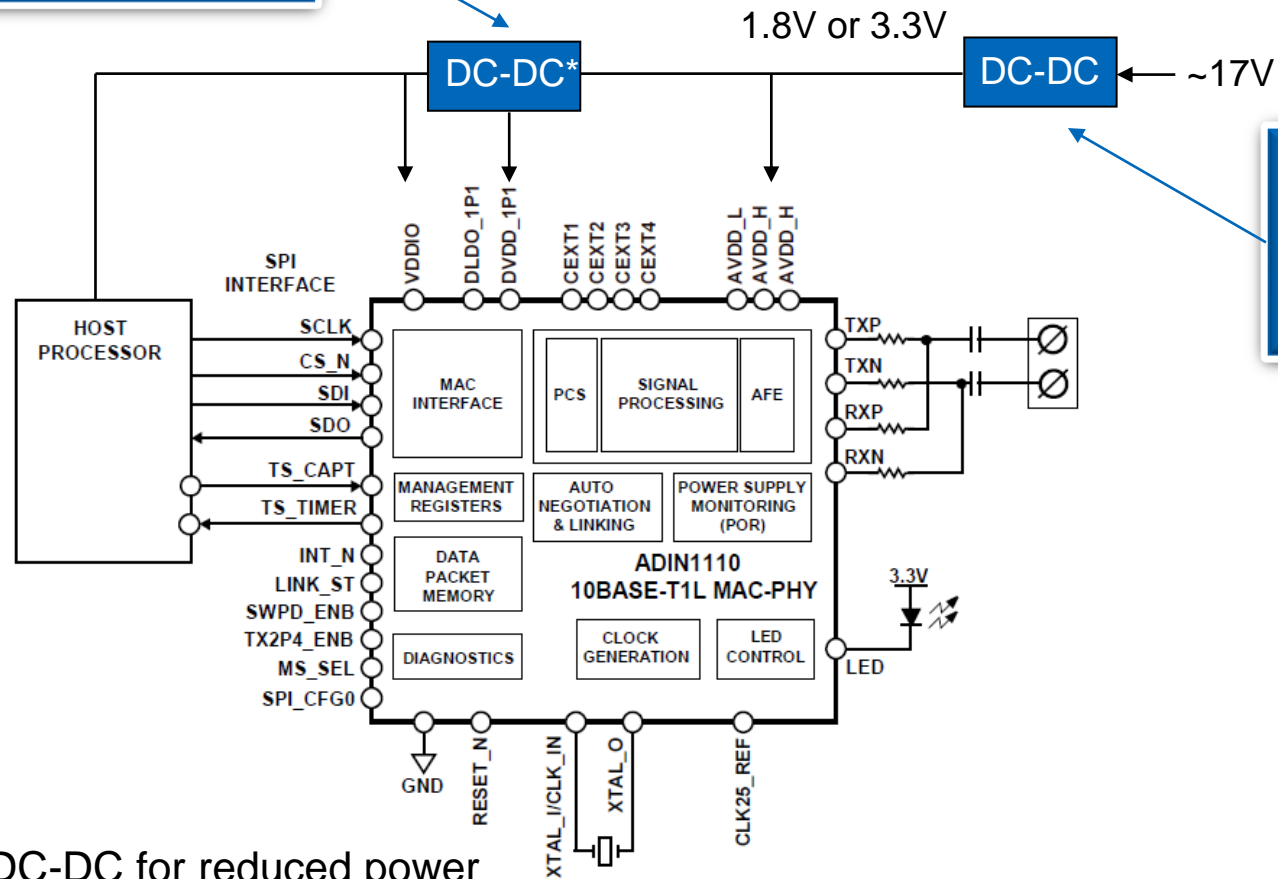 1.8V or 3.3V
DC-DC*
DC-DC
~17V
VDDIO
DLDO_1P1
DVDD_1P1
CEXT1
CEXT2
CEXT3
CEXT4
AVDD_L
AVDD_H
AVDD_H
SPI
INTERFACE
HOST
PROCESSOR
SCLK
CS_N
SDI
SDO
TS_CAPT
TS_TIMER
INT_N
LINK_ST
SWPD_ENB
TX2P4_ENB
MS_SEL
SPI_CFG0
MAC
INTERFACE
PCS
SIGNAL
PROCESSING
AFE
MANAGEMENT
REGISTERS
AUTO
NEGOTIATION
& LINKING
POWER SUPPLY
MONITORING
(POR)
DATA
PACKET
MEMORY
ADIN1110
10BASE-T1L MAC-PHY
DIAGNOSTICS
CLOCK
GENERATION
LED
CONTROL
TXP
TXN
RXP
RXN
3.3V
LED
GND
RESET_N
XTAL_I/CLK_IN
XTAL_O
CLK25_REF
DC-DC for reduced power